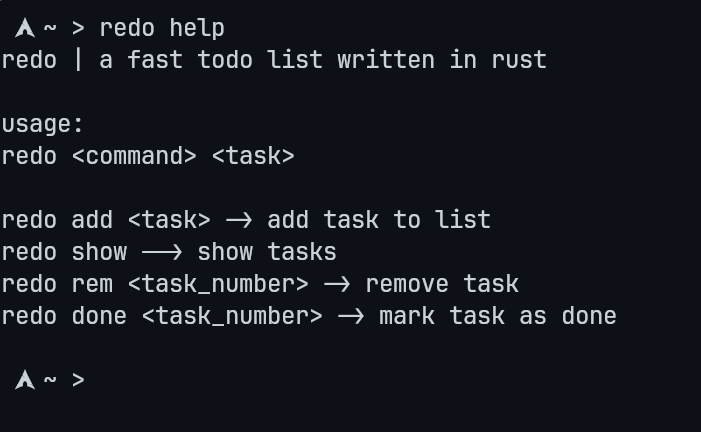 ~ > redo help
redo | a fast todo list written in rust
usage:
redo <command> <task>
redo add <task> -> add task to list
redo show --> show tasks
redo rem <task_number> -> remove task
redo done <task_number> -> mark task as done
~ >